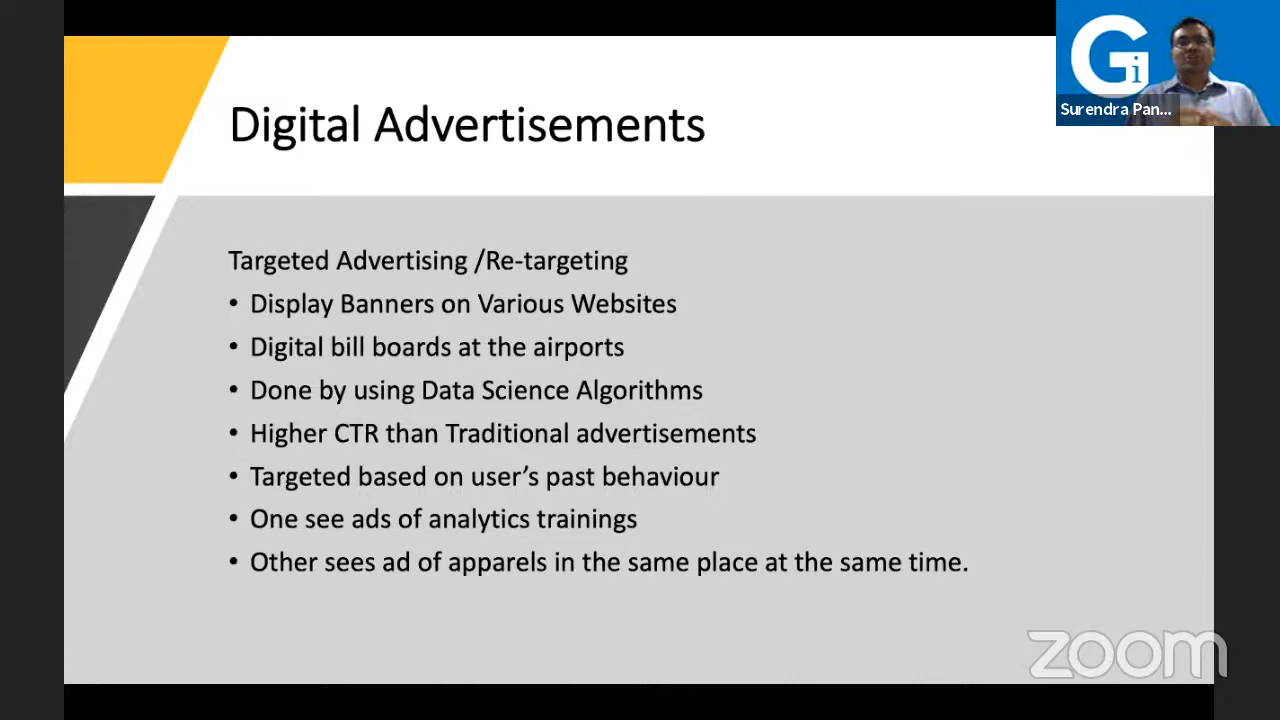 Digital Advertisements
Gi
Surendra Pan...
Targeted Advertising /Re-targeting
• Display Banners on Various Websites
• Digital bill boards at the airports
• Done by using Data Science Algorithms
• Higher CTR than Traditional advertisements
• Targeted based on user’s past behaviour
• One see ads of analytics trainings
• Other sees ad of apparels in the same place at the same time.
zoom